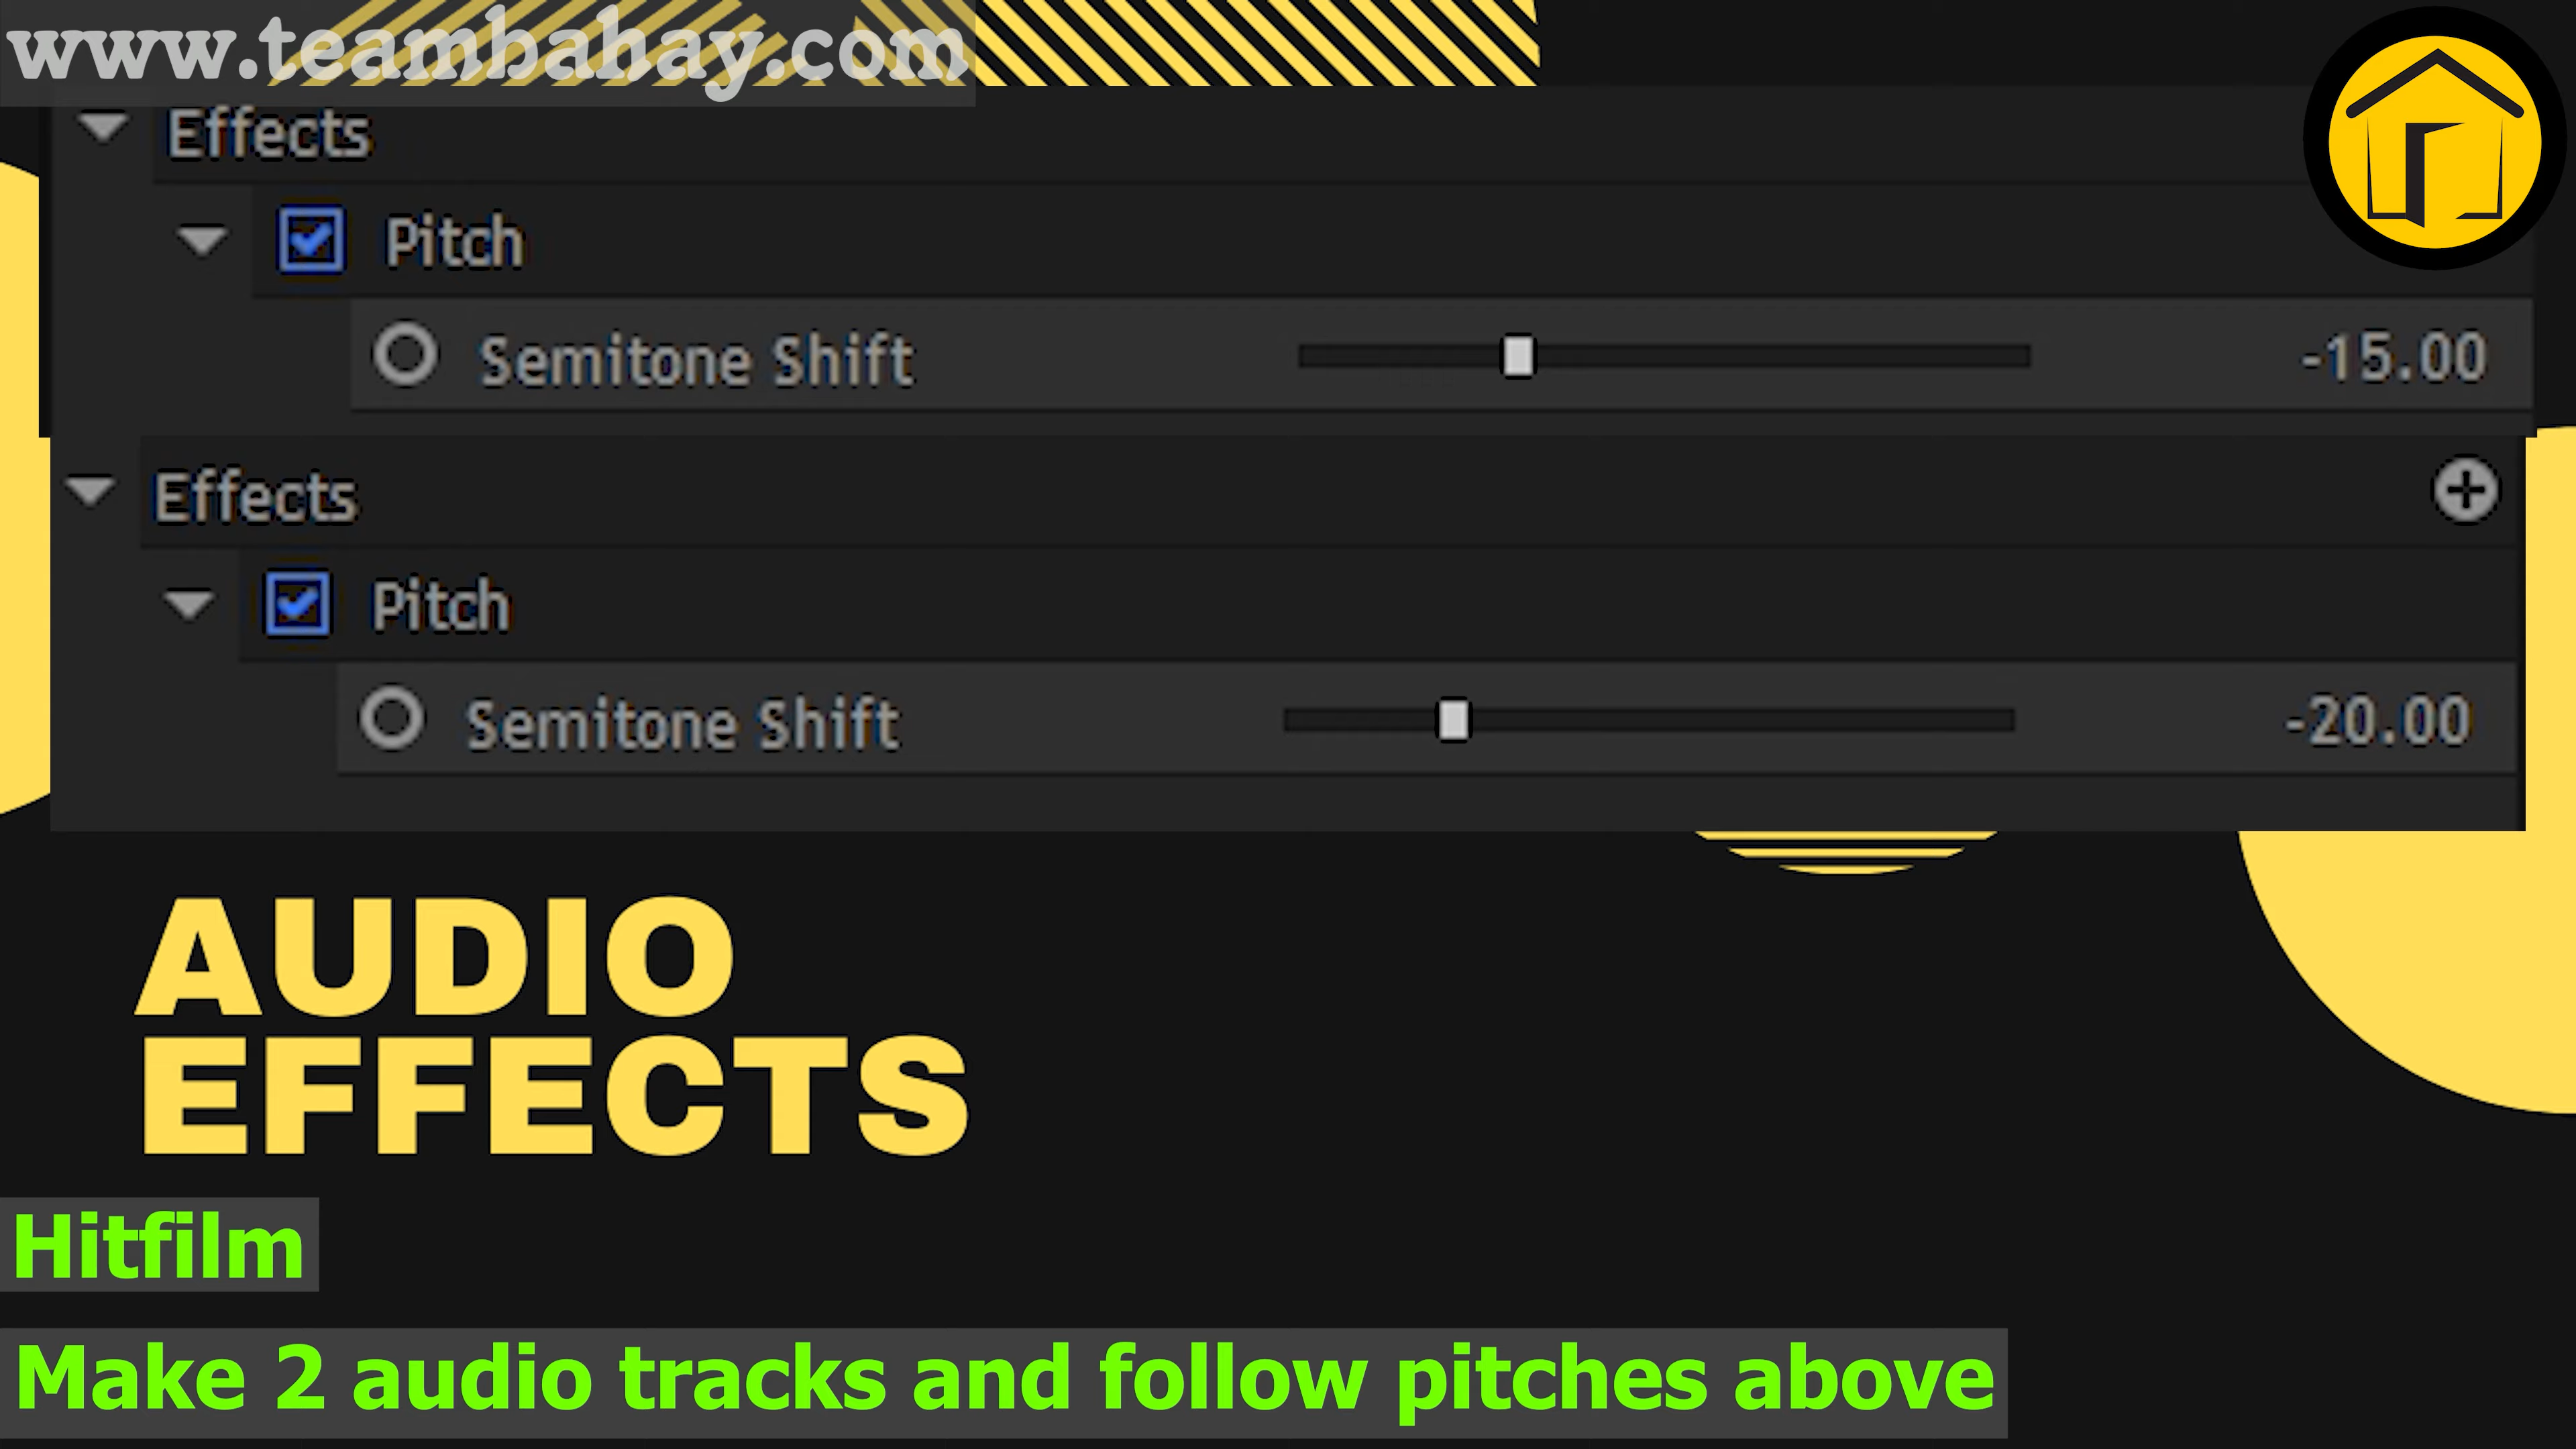 www.teambahay.com
Effects
Pitch
Semitone Shift -15.00
Effects
Pitch
Semitone Shift -20.00
AUDIO
EFFECTS
Hitfilm
Make 2 audio tracks and follow pitches above